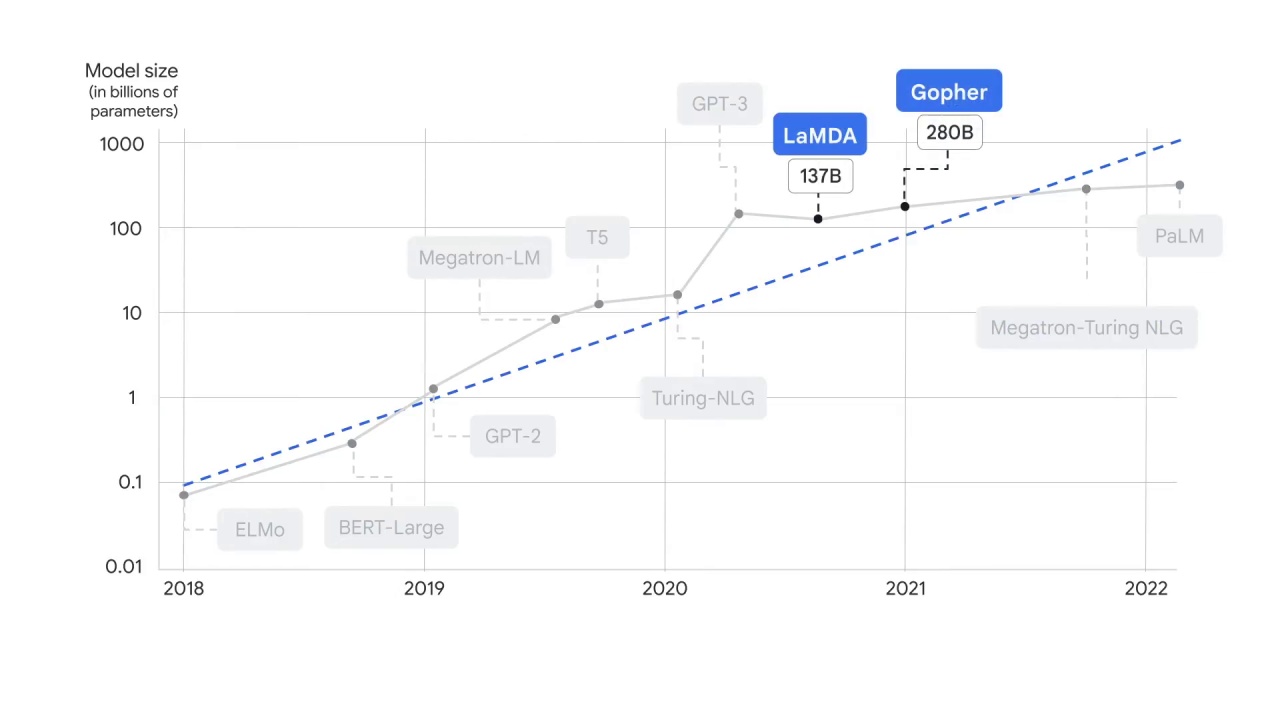 Model size
(in billions of
parameters)
1000
100
10
1
0.1
0.01
2018
2019
2020
2021
2022
ELMo
BERT-Large
GPT-2
Megatron-LM
T5
Turing-NLG
GPT-3
LaMDA
137B
Gopher
280B
Megatron-Turing NLG
PaLM